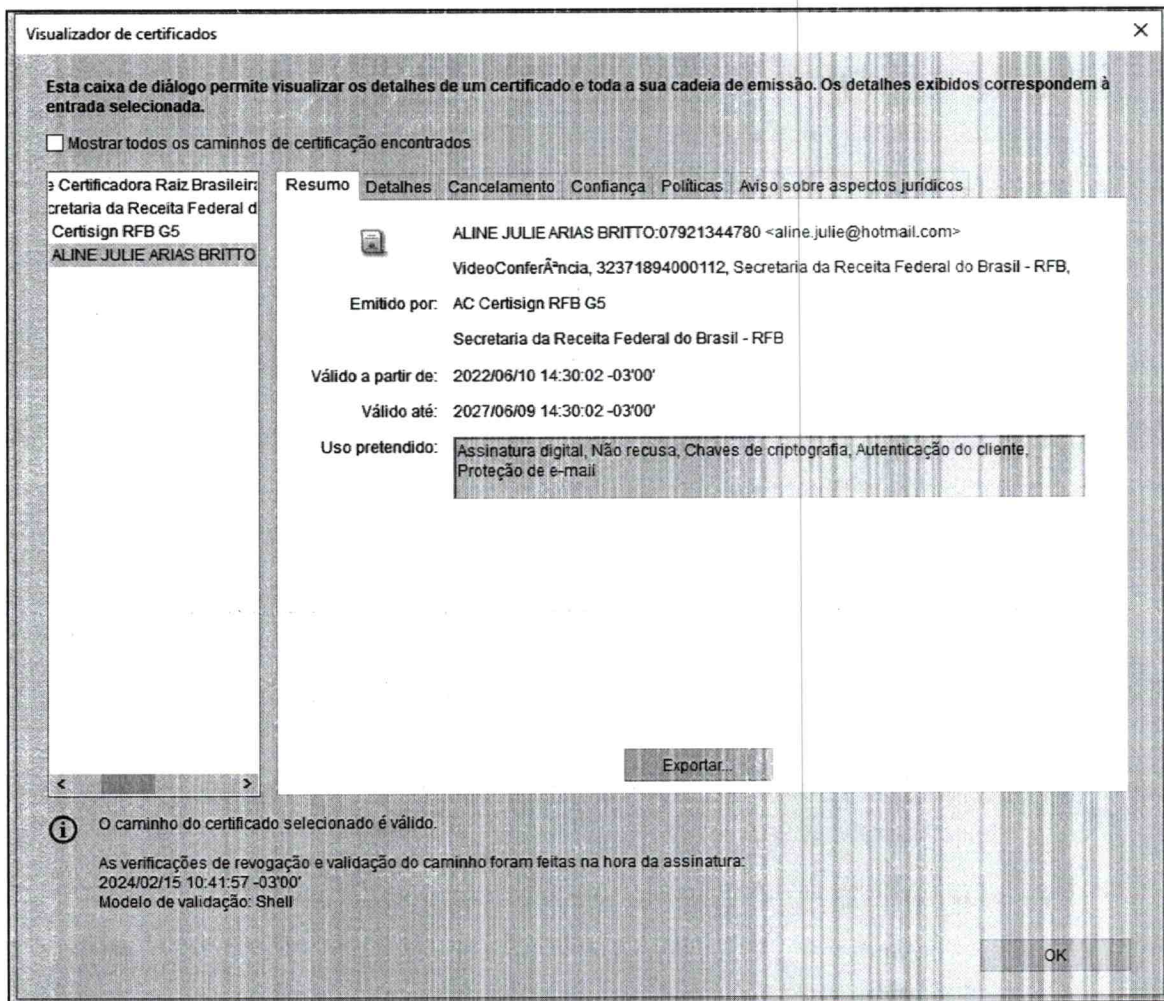 Visualizador de certificados
Esta caixa de diálogo permite visualizar os detalhes de um certificado e toda a sua cadeia de emissão. Os detalhes exibidos correspondem à
entrada selecionada.
Mostrar todos os caminhos de certificação encontrados
Certificadora Raiz Brasileira
cretaria da Receita Federal d
Certisign RFB G5
ALINE JULIE ARIAS BRITTO
Resumo Detalhes Cancelamento Confiança Políticas Aviso sobre aspectos jurídicos
ALINE JULIE ARIAS BRITTO:07921344780 <aline.julie@hotmail.com>
VideoConferÃªncia, 32371894000112, Secretaria da Receita Federal do Brasil - RFB,
Emitido por: AC Certisign RFB G5
Secretaria da Receita Federal do Brasil - RFB
Válido a partir de: 2022/06/10 14:30:02 -03'00'
Válido até: 2027/06/09 14:30:02 -03'00'
Uso pretendido: Assinatura digital, Não recusa, Chaves de criptografia, Autenticação do cliente,
Proteção de e-mail
Exportar...
O caminho do certificado selecionado é válido.
As verificações de revogação e validação do caminho foram feitas na hora da assinatura:
2024/02/15 10:41:57 -03'00'
Modelo de validação: Shell
OK